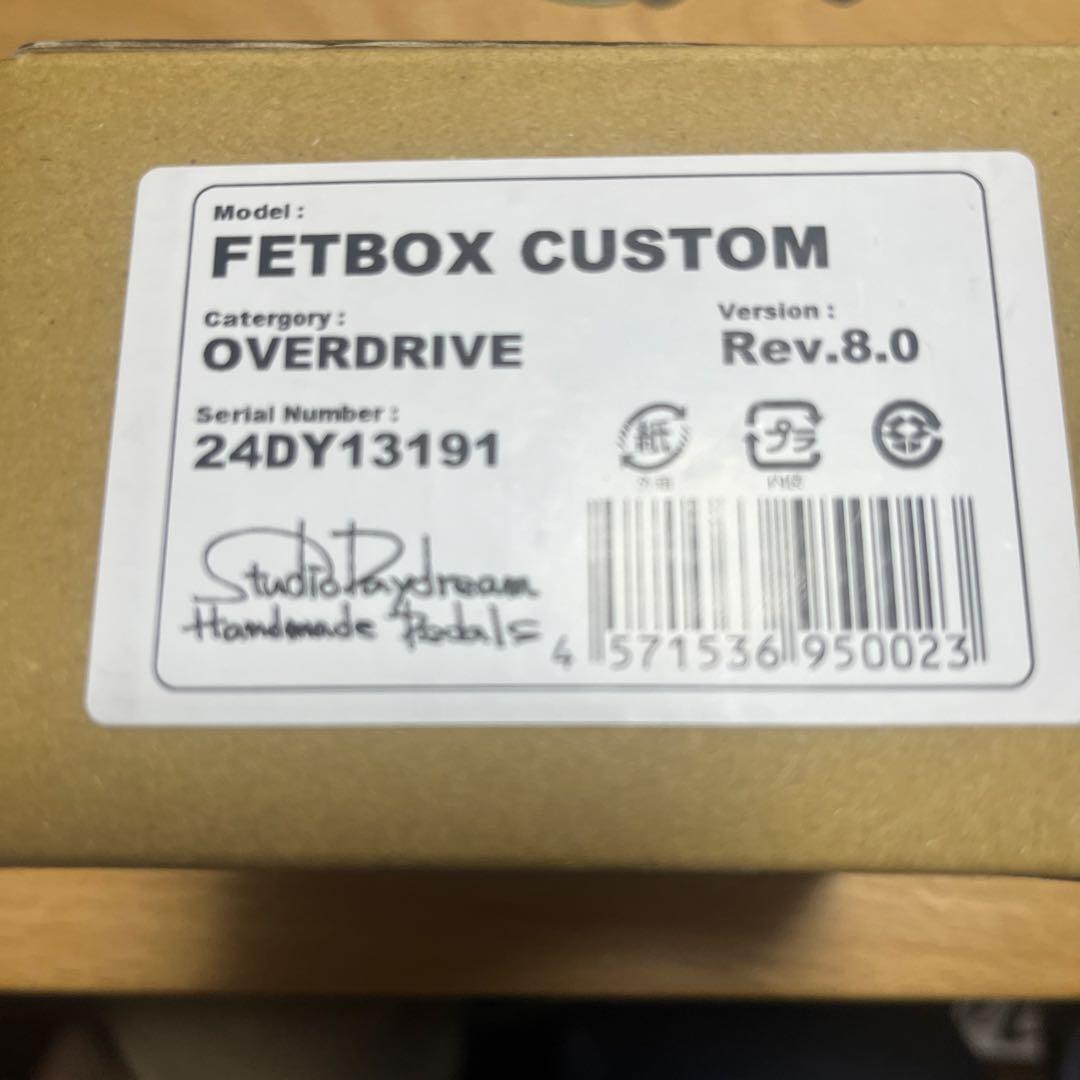 Model :
FETBOX CUSTOM
Catergory :
OVERDRIVE
Version :
Rev.8.0
Serial Number :
24DY13191
紙
プラ
StudioDaydream
Handmade Pedals
4 571536 950023